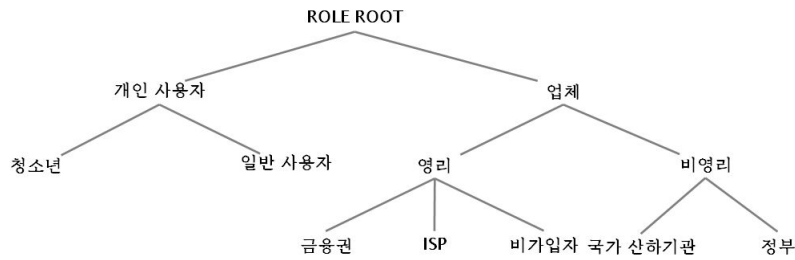 ROLE ROOT
개인 사용자 업체
청소년 일반 사용자 영리 비영리
금융권 ISP 비가입자 국가 산하기관 정부